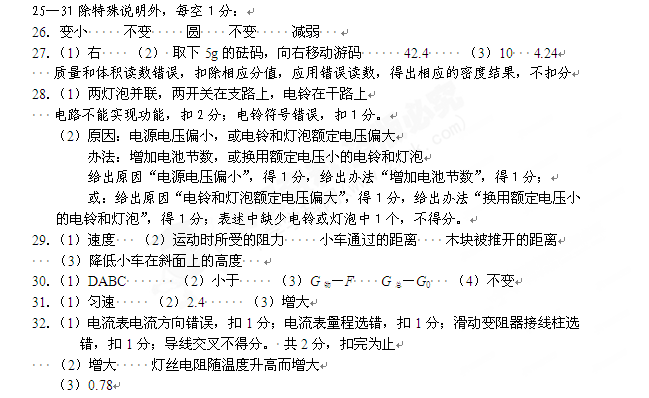 25—31除特殊说明外，每空1分：
26．变小 不变 圆 不变 减弱
27．（1）右 （2）取下5g的砝码，向右移动游码 42.4 （3）10 4.24
质量和体积读数错误，扣除相应分值，应用错误读数，得出相应的密度结果，不扣分
28．（1）两灯泡并联，两开关在支路上，电铃在干路上
电路不能实现功能，扣2分；电铃符号错误，扣1分。
（2）原因：电源电压偏小，或电铃和灯泡额定电压偏大
办法：增加电池节数，或换用额定电压小的电铃和灯泡
给出原因“电源电压偏小”，得1分，给出办法“增加电池节数”，得1分；
或：给出原因“电铃和灯泡额定电压偏大”，得1分，给出办法“换用额定电压小
的电铃和灯泡”，得1分；表述中缺少电铃或灯泡中1个，不得分。
29．（1）速度 （2）运动时所受的阻力 小车通过的距离 木块被推开的距离
（3）降低小车在斜面上的高度
30．（1）DABC （2）小于 （3）G物—F G总—G0 （4）不变
31．（1）匀速 （2）2.4 （3）增大
32．（1）电流表电流方向错误，扣1分；电流表量程选错，扣1分；滑动变阻器接线柱选
错，扣1分；导线交叉不得分。共2分，扣完为止
（2）增大 灯丝电阻随温度升高而增大
（3）0.78